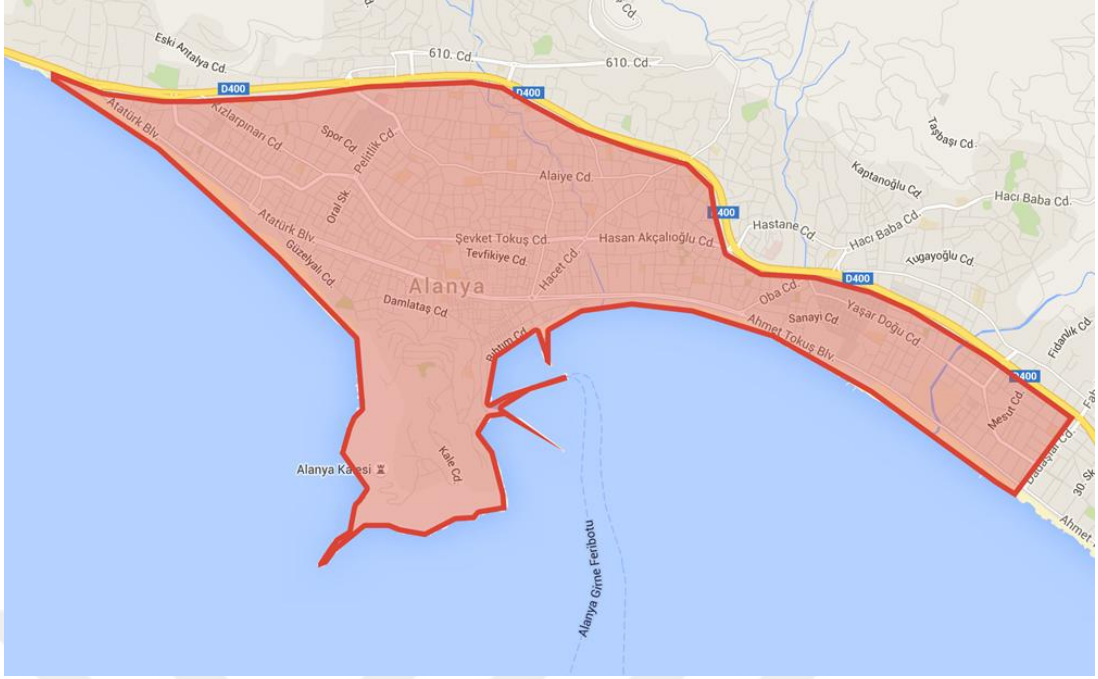 Cd.
Eski Antalya Cd.
610. Cd.
610. Cd.
D400
D400
Atatürk Blv.
Kızlarpınarı Cd.
Spor Cd.
Pelitlik Cd.
Taşbaşı Cd.
Alaiye Cd.
Kaptanoğlu Cd.
Oral Sk.
Hacı Baba Cd.
D400
Hastane Cd.
Hacı Baba Cd.
Atatürk Blv.
Şevket Tokuş Cd.
Hasan Akçalıoğlu Cd.
Güzelyalı Cd.
Tevfikiye Cd.
Hacet Cd.
Tugayoğlu Cd.
D400
Alanya
Oba Cd.
Damlataş Cd.
Sanayi Cd.
Yaşar Doğu Cd.
Ahmet Tokuş Blv.
Rıhtım Cd.
Fidanlık Cd.
D400
Mesut Cd.
Kale Cd.
Alanya Kalesi
30. Sk.
Ahmet
Alanya Girne Feribotu